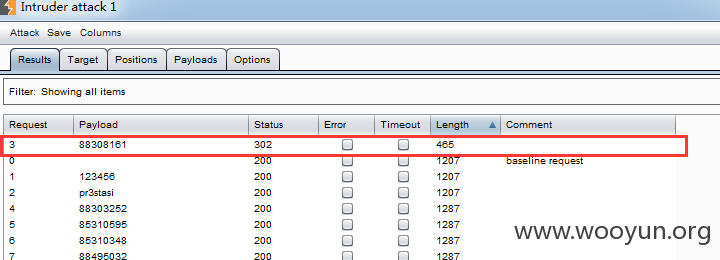 Intruder attack 1
Attack Save Columns
Results Target Positions Payloads Options
Filter: Showing all items
Request Payload Status Error Timeout Length Comment
3 88308161 302 465
0 200 1207 baseline request
1 123456 200 1207
2 pr3stasi 200 1207
4 88303252 200 1287
5 85310595 200 1287
6 85310348 200 1287
7 88495032 200 1287
www.wooyun.org